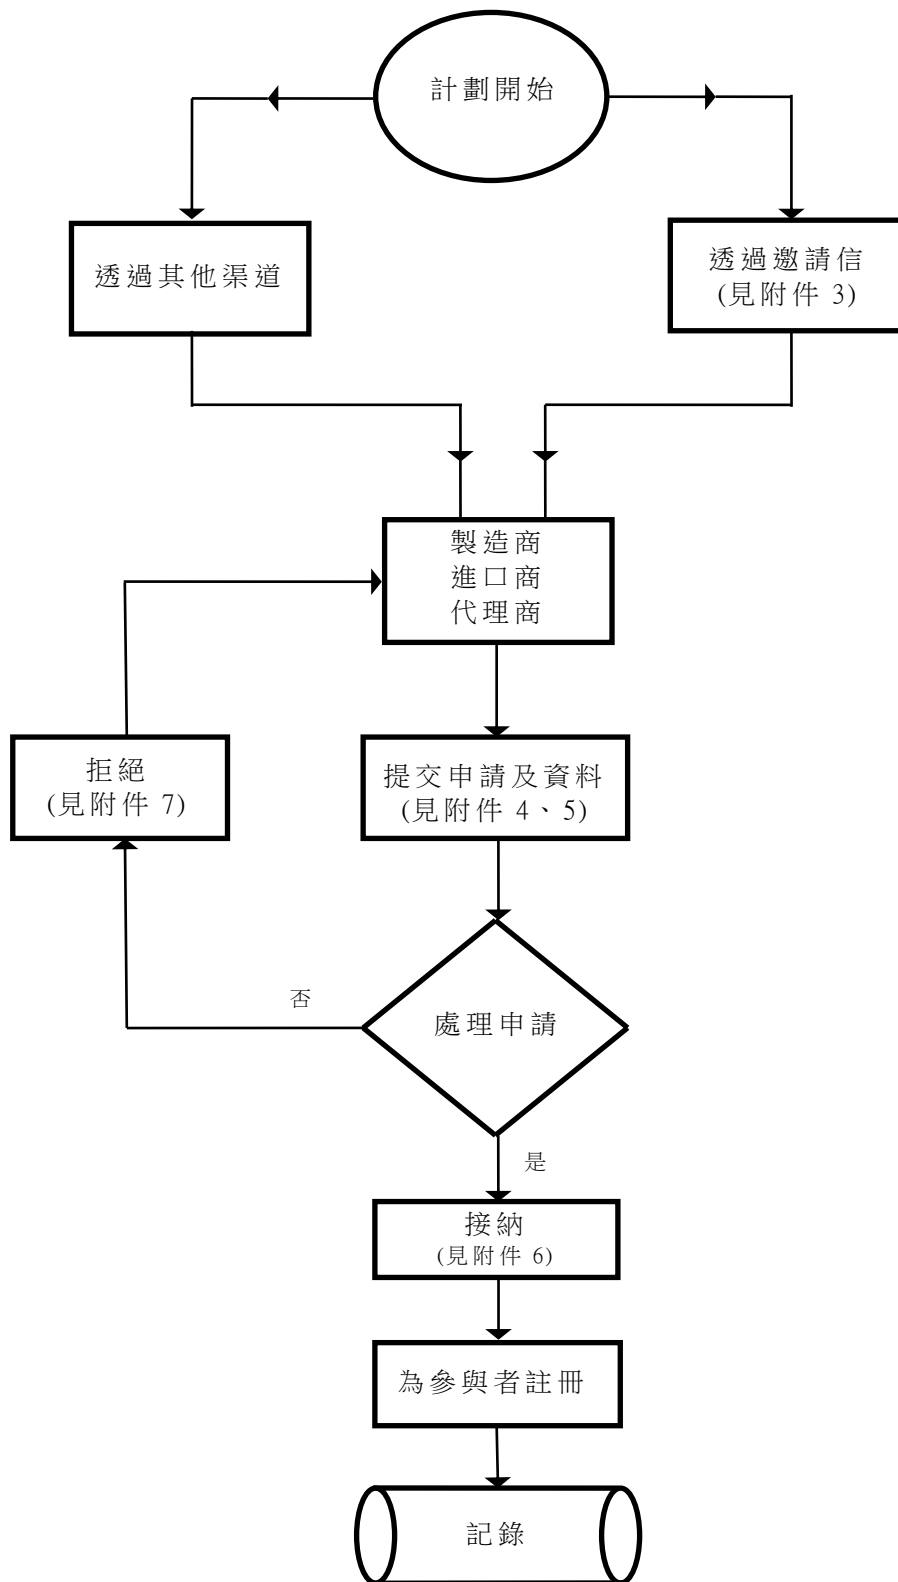 計劃開始
透過其他渠道
透過邀請信
(見附件 3)
製造商
進口商
代理商
拒絕
(見附件 7)
提交申請及資料
(見附件 4、5)
否
處理申請
是
接納
(見附件 6)
為參與者註冊
記錄